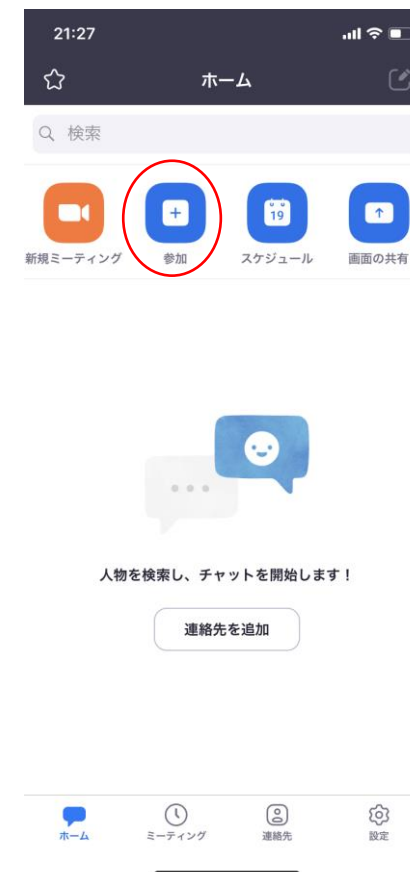 21:27
ホーム
検索
19
新規ミーティング
参加
スケジュール
画面の共有
人物を検索し、チャットを開始します！
連絡先を追加
ホーム
ミーティング
連絡先
設定